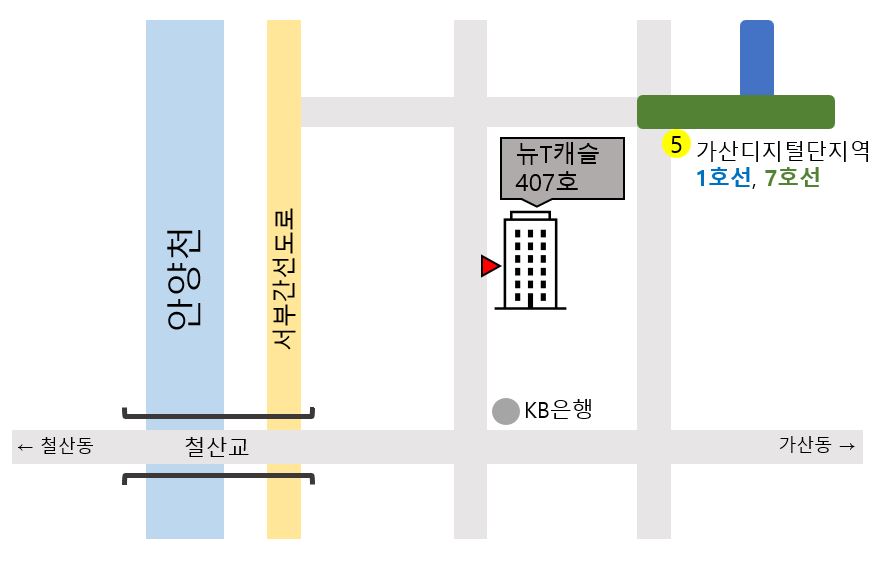 뉴T캐슬
407호
5
가산디지털단지역
1호선, 7호선
안양천
서부간선도로
KB은행
← 철산동
철산교
가산동 →